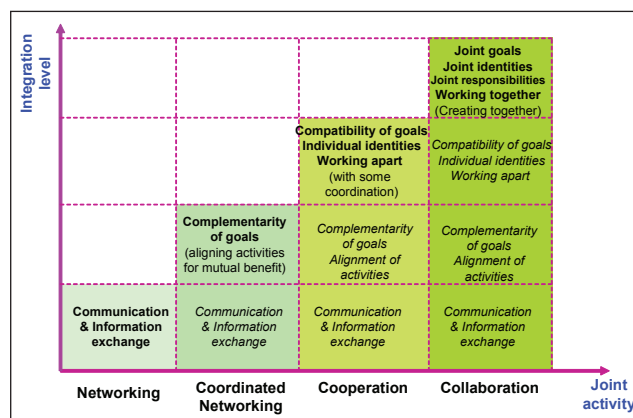 Integration
level
Joint goals
Joint identities
Joint responsibilities
Working together
(Creating together)
Compatibility of goals
Individual identities
Working apart
(with some
coordination)
Compatibility of goals
Individual identities
Working apart
Complementarity
of goals
(aligning activities
for mutual benefit)
Complementarity
of goals
Alignment of
activities
Complementarity
of goals
Alignment of
activities
Communication
& Information
exchange
Communication
& Information
exchange
Communication
& Information
exchange
Communication
& Information
exchange
Networking
Coordinated
Networking
Cooperation
Collaboration
Joint
activity